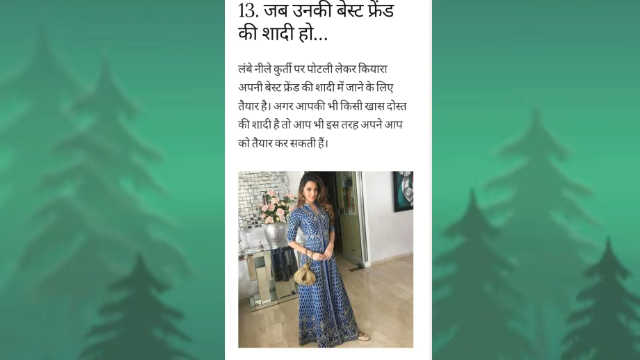 13. जब उनकी बेस्ट फ्रेंड
की शादी हो...
लंबे नीले कुर्ती पर पोटली लेकर कियारा
अपनी बेस्ट फ्रेंड की शादी में जाने के लिए
तैयार है। अगर आपकी भी किसी खास दोस्त
की शादी है तो आप भी इस तरह अपने आप
को तैयार कर सकती हैं।